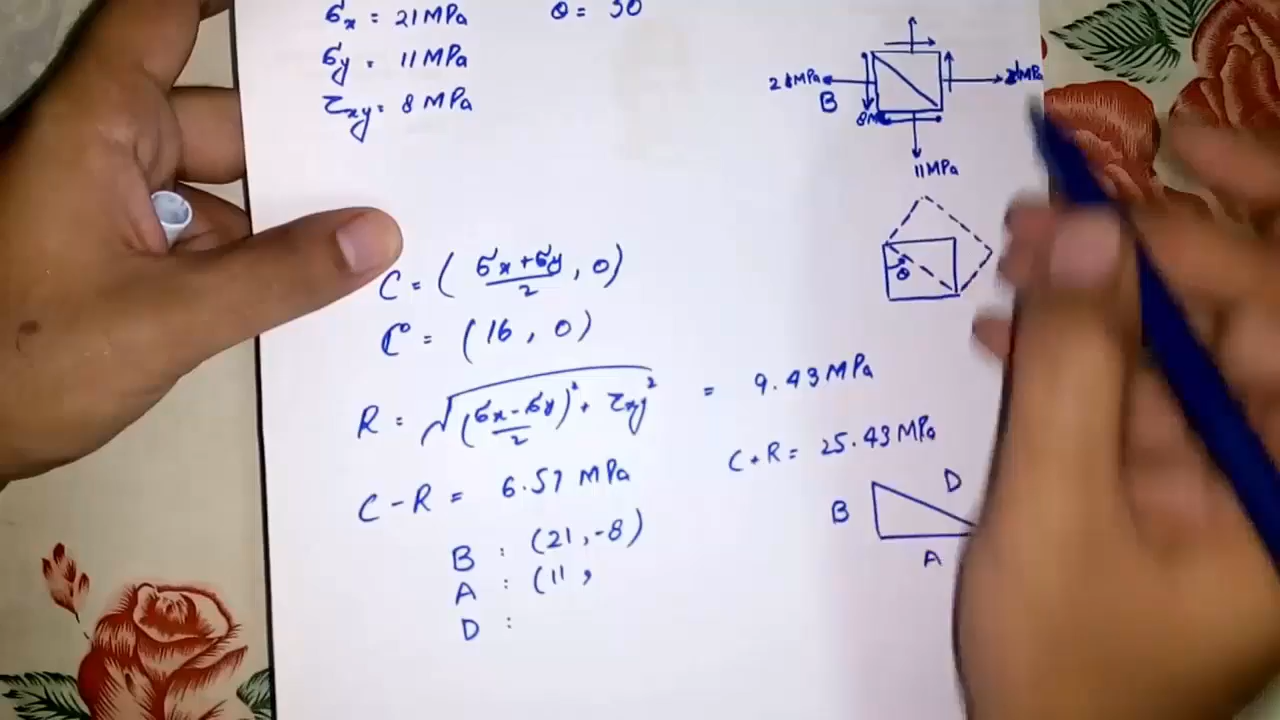 σx = 21 MPa θ = 30
σy = 11 MPa
τxy = 8 MPa
B
11 MPa
θ
C = ( σx+σy/2 , 0)
C = (16 , 0)
R = √(σx-σy/2)² + τxy² = 9.43 MPa
C - R = 6.57 MPa C + R = 25.43 MPa
B : (21,-8)
A : (11 ,
D :
B D
A